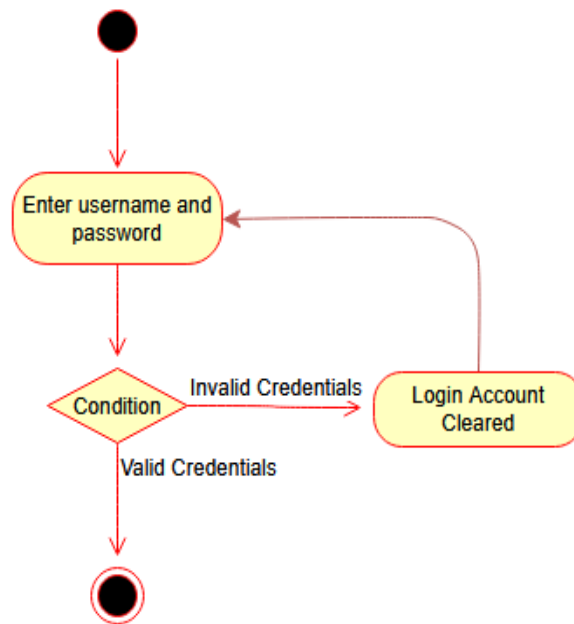 Enter username and
password
Condition
Invalid Credentials
Login Account
Cleared
Valid Credentials